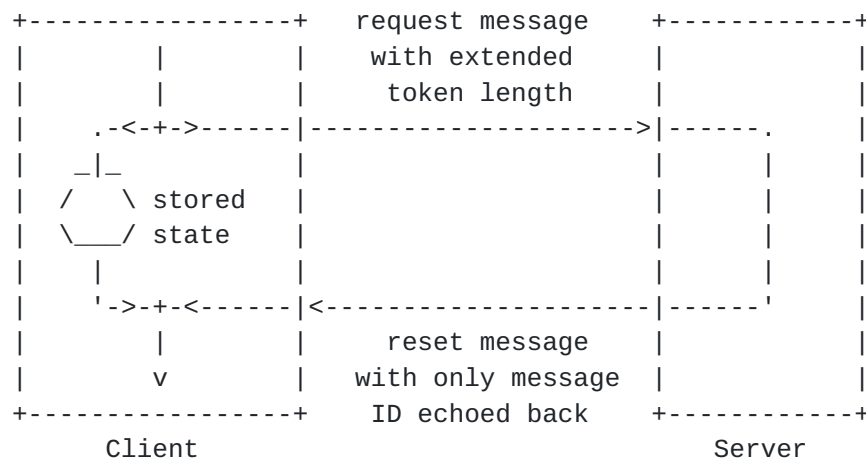 request message
with extended
token length
stored
state
reset message
with only message
ID echoed back
Client Server